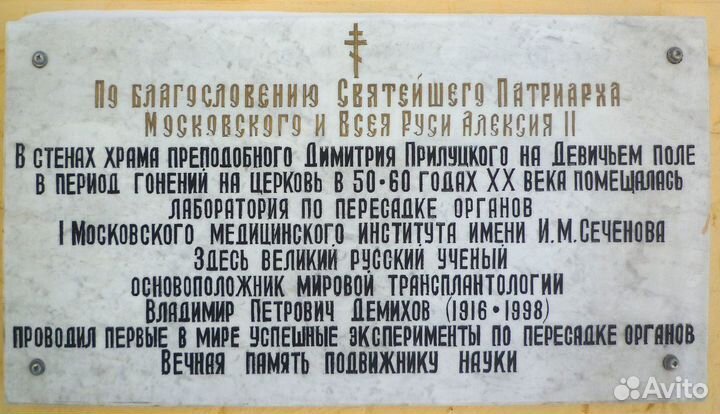 По благословению Святейшего Патриарха
Московского и Всея Руси Алексия II
В стенах храма преподобного Димитрия Прилуцкого на Девичьем поле
в период гонений на церковь в 50•60 годах XX века помещалась
лаборатория по пересадке органов
I Московского медицинского института имени И.М.Сеченова
Здесь великий русский ученый
основоположник мировой трансплантологии
Владимир Петрович Демихов (1916•1998)
проводил первые в мире успешные эксперименты по пересадке органов
Вечная память подвижнику науки
Avito